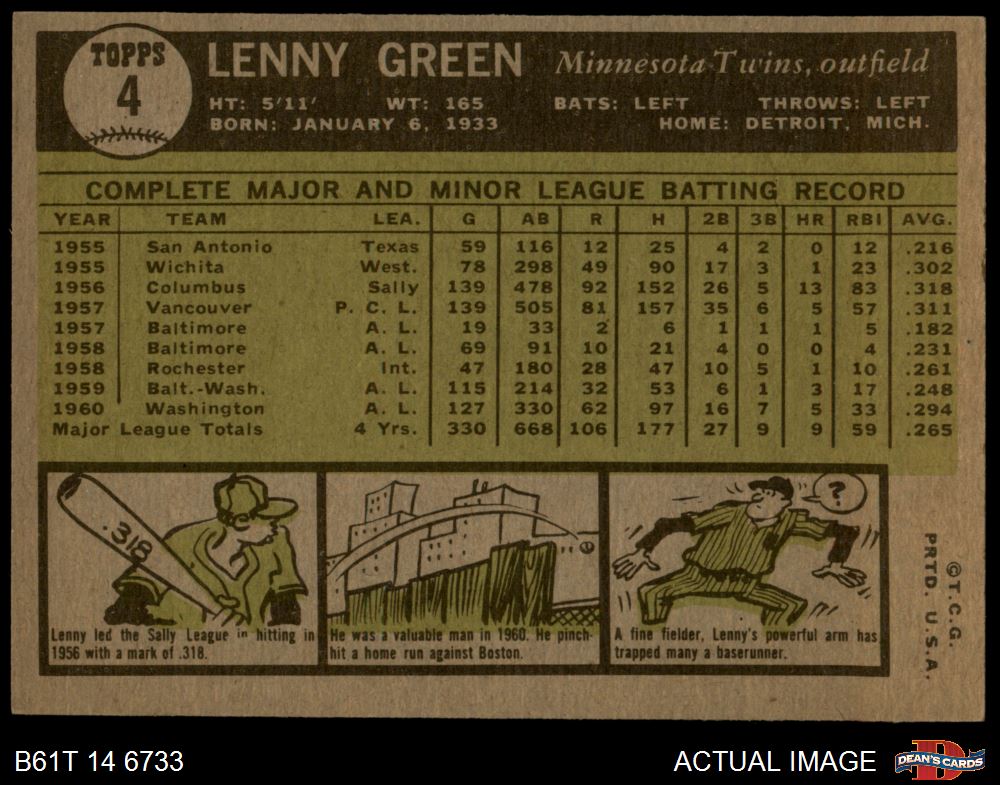 TOPPS
4
LENNY GREEN Minnesota Twins, outfield
HT: 5'11' WT: 165 BATS: LEFT THROWS: LEFT
BORN: JANUARY 6, 1933 HOME: DETROIT, MICH.
COMPLETE MAJOR AND MINOR LEAGUE BATTING RECORD
YEAR TEAM LEA. G AB R H 2B 3B HR RBI AVG.
1955 San Antonio Texas 59 116 12 25 4 2 0 12 .216
1955 Wichita West. 78 298 49 90 17 3 1 23 .302
1956 Columbus Sally 139 478 92 152 26 5 13 83 .318
1957 Vancouver P. C. L. 139 505 81 157 35 6 5 57 .311
1957 Baltimore A. L. 19 33 2 6 1 1 1 5 .182
1958 Baltimore A. L. 69 91 10 21 4 0 0 4 .231
1958 Rochester Int. 47 180 28 47 10 5 1 10 .261
1959 Balt.-Wash. A. L. 115 214 32 53 6 1 3 17 .248
1960 Washington A. L. 127 330 62 97 16 7 5 33 .294
Major League Totals 4 Yrs. 330 668 106 177 27 9 9 59 .265
.318
?
Lenny led the Sally League in hitting in
1956 with a mark of .318.
He was a valuable man in 1960. He pinch-
hit a home run against Boston.
A fine fielder, Lenny's powerful arm has
trapped many a baserunner.
©T.C.G.
PRTD. U.S.A.
B61T 14 6733
ACTUAL IMAGE
D
DEAN'S CARDS